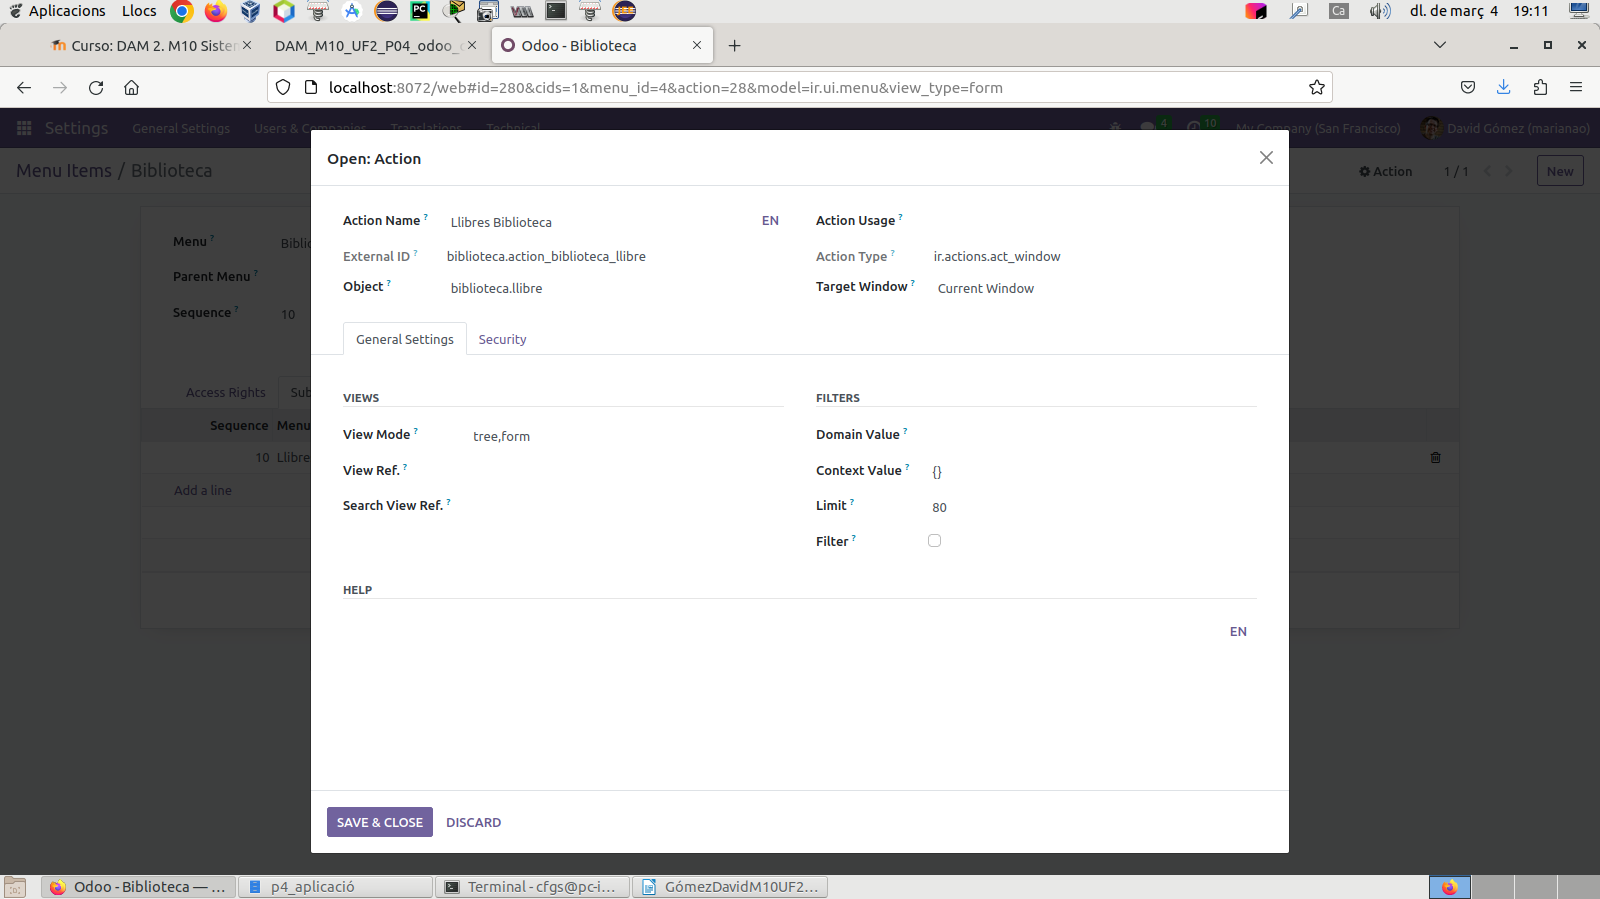 Aplicacions Llocs Ca dl. de març 4 19:11
Curso: DAM 2. M10 Sister DAM_M10_UF2_P04_odoo_ Odoo - Biblioteca
localhost:8072/web#id=280&cids=1&menu_id=4&action=28&model=ir.ui.menu&view_type=form
Settings General Settings Users & Companies Translations Technical 4 10 My Company (San Francisco) David Gómez (marianao)
Menu Items / Biblioteca Action 1 / 1 New
Open: Action
Menu ? Biblio
Parent Menu ?
Sequence ? 10
Access Rights Sub
Sequence Menu
10 Llibre
Add a line
Action Name ? Llibres Biblioteca EN Action Usage ?
External ID ? biblioteca.action_biblioteca_llibre Action Type ? ir.actions.act_window
Object ? biblioteca.llibre Target Window ? Current Window
General Settings Security
VIEWS FILTERS
View Mode ? tree,form Domain Value ?
View Ref. ? Context Value ? {}
Search View Ref. ? Limit ? 80
Filter ?
HELP
EN
SAVE & CLOSE DISCARD
Odoo - Biblioteca — ... p4_aplicació Terminal - cfgs@pc-i... GómezDavidM10UF2...